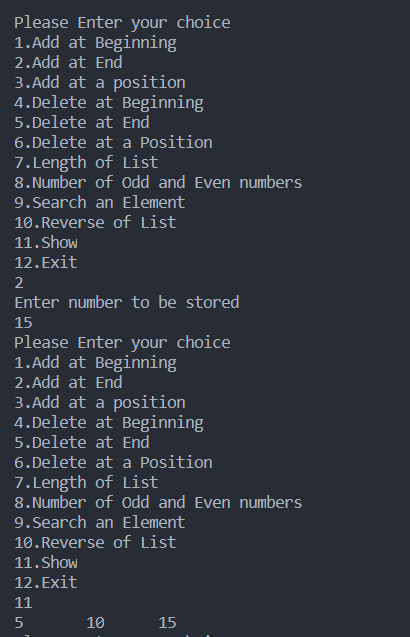 Please Enter your choice
1.Add at Beginning
2.Add at End
3.Add at a position
4.Delete at Beginning
5.Delete at End
6.Delete at a Position
7.Length of List
8.Number of Odd and Even numbers
9.Search an Element
10.Reverse of List
11.Show
12.Exit
2
Enter number to be stored
15
Please Enter your choice
1.Add at Beginning
2.Add at End
3.Add at a position
4.Delete at Beginning
5.Delete at End
6.Delete at a Position
7.Length of List
8.Number of Odd and Even numbers
9.Search an Element
10.Reverse of List
11.Show
12.Exit
11
5 10 15